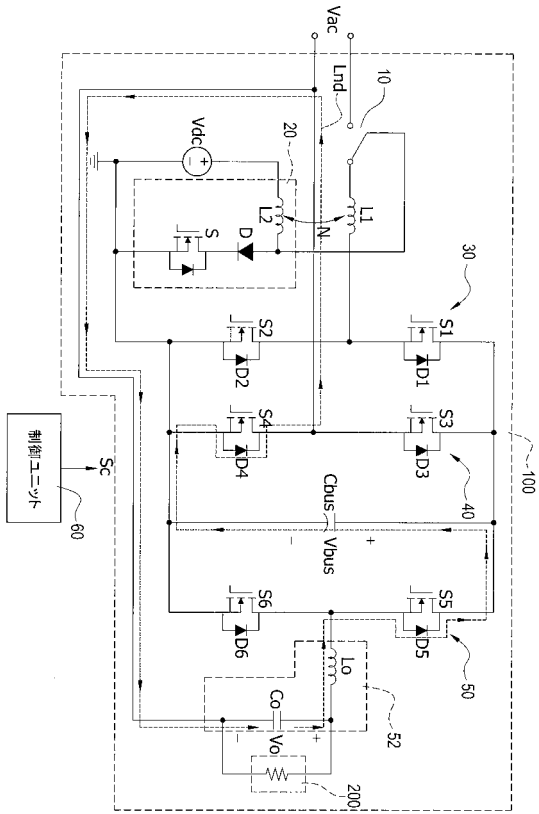 Vac
Lnd
10
100
Vdc
+
−
20
L2
N
L1
D
S
30
S1
D1
S2
D2
S3
D3
40
S4
D4
Cbus
Vbus
+
−
S5
D5
50
S6
D6
Lo
52
Co
Vo
+
−
200
Sc
制御ユニット
60